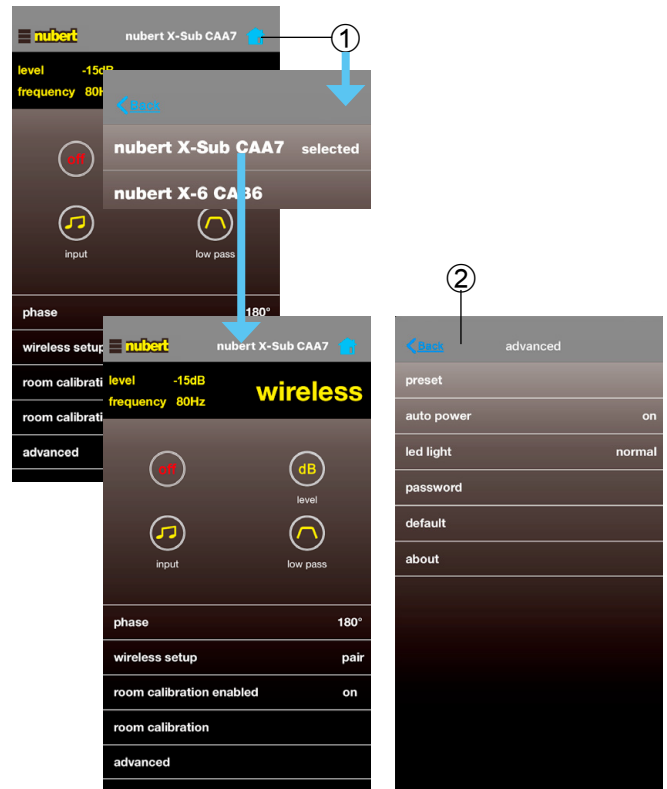 nubert nubert X-Sub CAA7
level -15dB
frequency 80H
off
input low pass
phase 180°
wireless setup
room calibrati
room calibrati
advanced
①
Back
nubert X-Sub CAA7 selected
nubert X-6 CAB6
nubert nubert X-Sub CAA7
level -15dB
frequency 80Hz
wireless
off dB
level
input low pass
phase 180°
wireless setup pair
room calibration enabled on
room calibration
advanced
②
Back advanced
preset
auto power on
led light normal
password
default
about